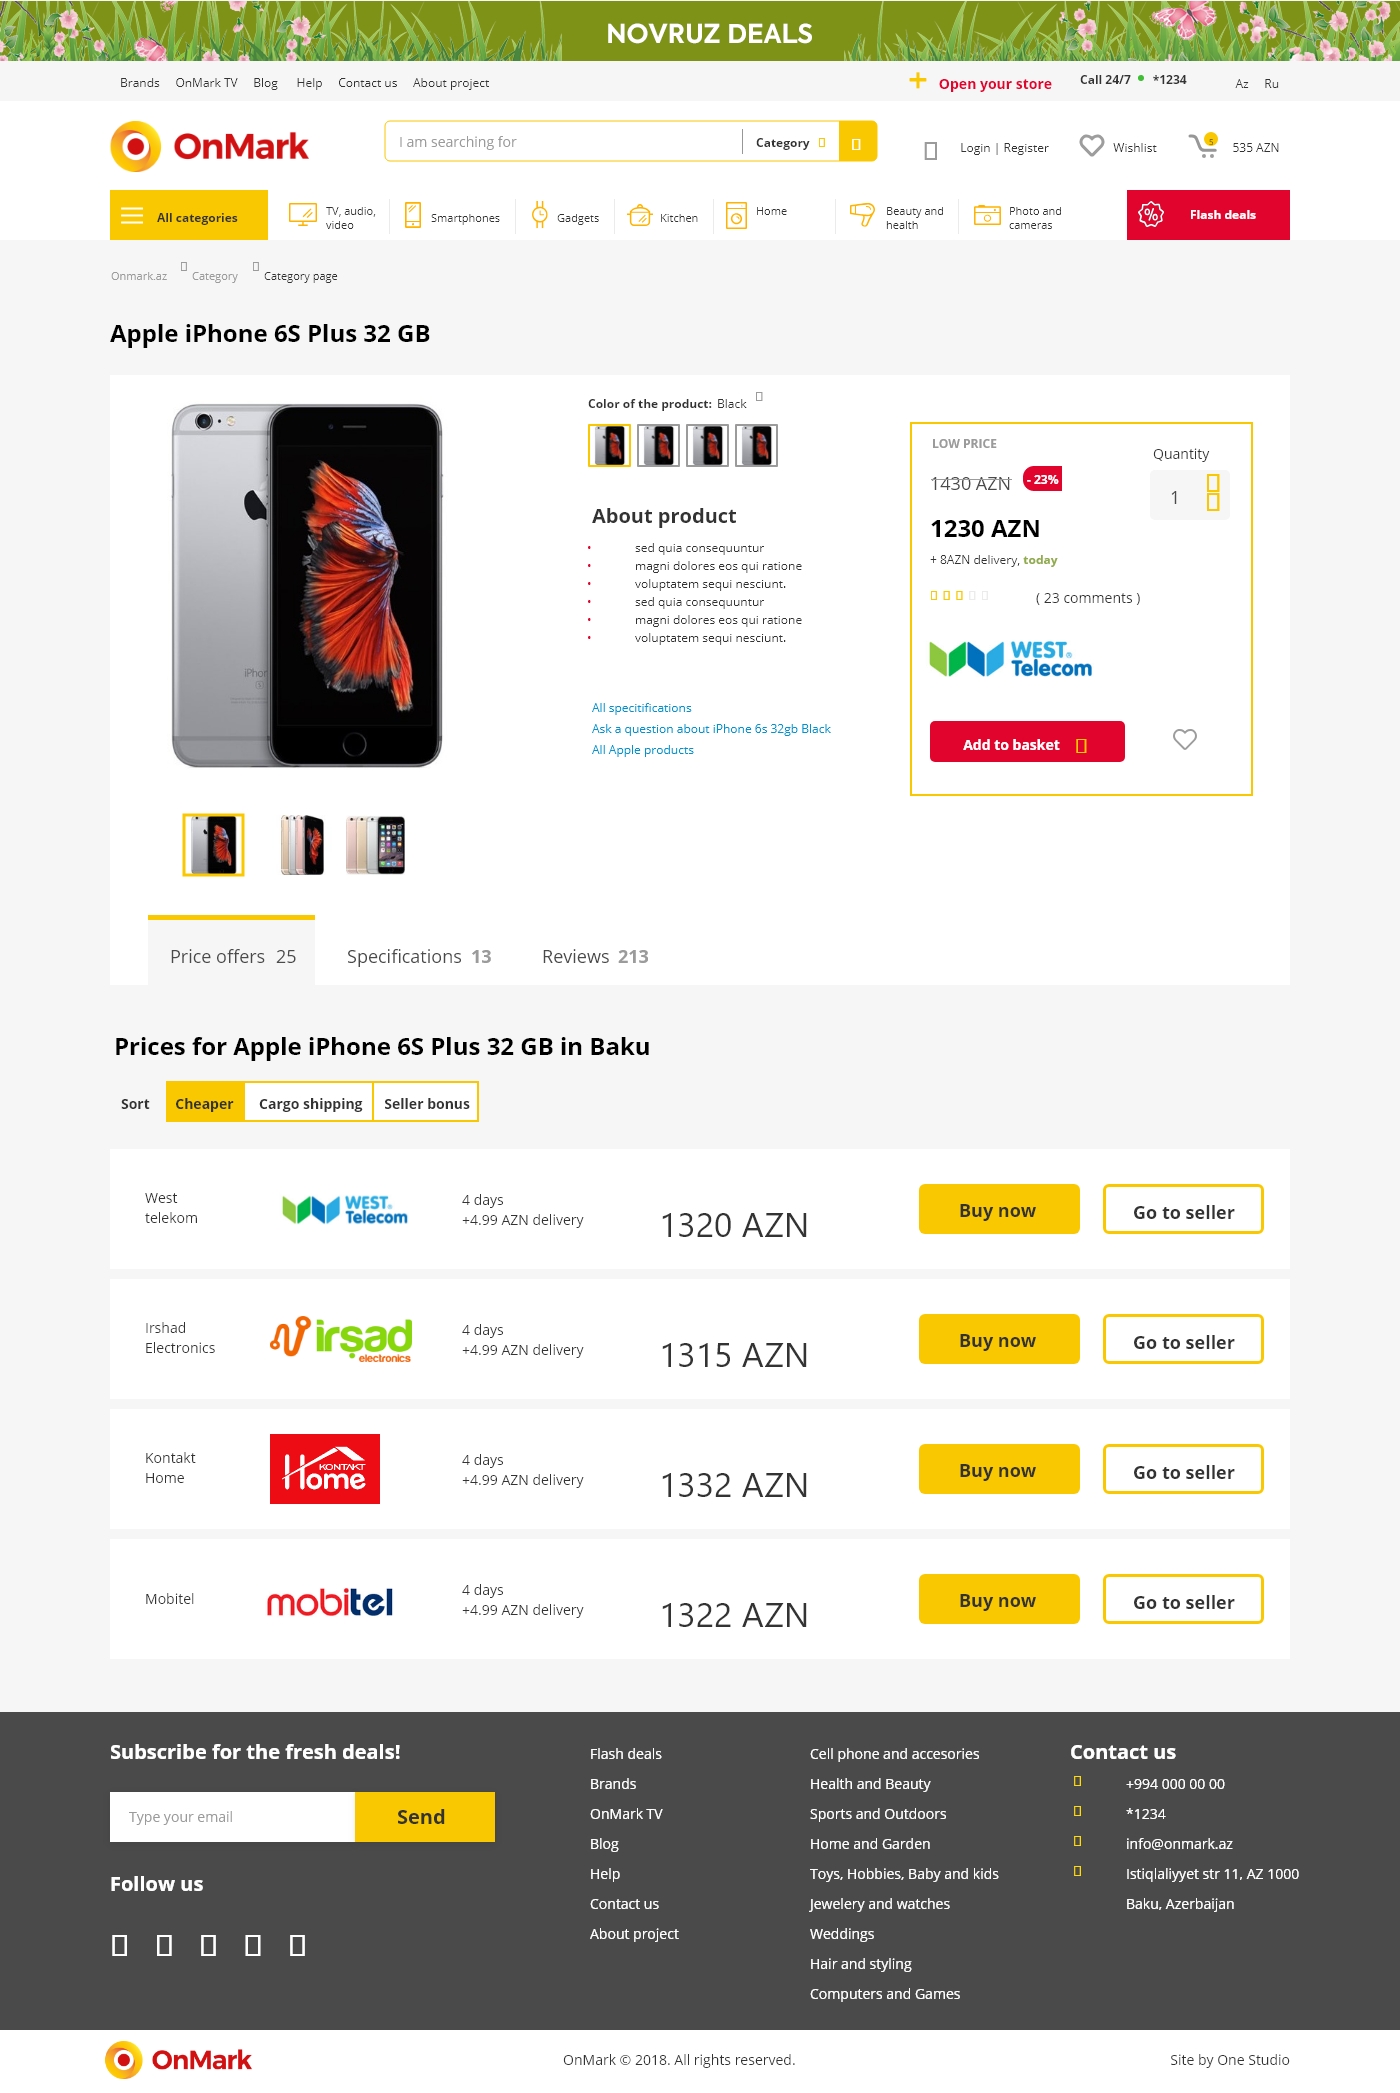 NOVRUZ DEALS
Brands OnMark TV Blog Help Contact us About project
Open your store
Call 24/7 *1234
Az Ru
OnMark
I am searching for
Category
Login | Register
Wishlist
5
535 AZN
All categories
TV, audio,
video
Smartphones
Gadgets
Kitchen
Home
Beauty and
health
Photo and
cameras
%
Flash deals
Onmark.az Category Category page
Apple iPhone 6S Plus 32 GB
Color of the product: Black
About product
• sed quia consequuntur
• magni dolores eos qui ratione
• voluptatem sequi nesciunt.
• sed quia consequuntur
• magni dolores eos qui ratione
• voluptatem sequi nesciunt.
All specitifications
Ask a question about iPhone 6s 32gb Black
All Apple products
LOW PRICE
1430 AZN - 23%
Quantity
1
1230 AZN
+ 8AZN delivery, today
( 23 comments )
WEST®
Telecom
Add to basket
Price offers 25
Specifications 13
Reviews 213
Prices for Apple iPhone 6S Plus 32 GB in Baku
Sort Cheaper Cargo shipping Seller bonus
West
telekom
WEST®
Telecom
4 days
+4.99 AZN delivery
1320 AZN
Buy now
Go to seller
Irshad
Electronics
irşad
electronics
4 days
+4.99 AZN delivery
1315 AZN
Buy now
Go to seller
Kontakt
Home
KONTAKT
Home
4 days
+4.99 AZN delivery
1332 AZN
Buy now
Go to seller
Mobitel
mobitel
4 days
+4.99 AZN delivery
1322 AZN
Buy now
Go to seller
Subscribe for the fresh deals!
Type your email
Send
Follow us
Flash deals
Brands
OnMark TV
Blog
Help
Contact us
About project
Cell phone and accesories
Health and Beauty
Sports and Outdoors
Home and Garden
Toys, Hobbies, Baby and kids
Jewelery and watches
Weddings
Hair and styling
Computers and Games
Contact us
+994 000 00 00
*1234
info@onmark.az
Istiqlaliyyet str 11, AZ 1000
Baku, Azerbaijan
OnMark
OnMark © 2018. All rights reserved.
Site by One Studio